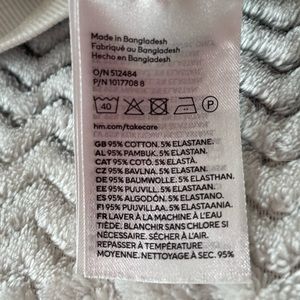 Made in Bangladesh
Fabriqué au Bangladesh
Hecho en Bangladesh
O/N 512484
P/N 1017708 8
40
P
hm.com/takecare
GB 95% COTTON, 5% ELASTANE.
AL 95% PAMBUK, 5% ELASTAN.
CAT 95% COTÓ, 5% ELASTÀ.
CZ 95% BAVLNA, 5% ELASTAN.
DE 95% BAUMWOLLE, 5% ELASTHAN.
EE 95% PUUVILL, 5% ELASTAAN.
ES 95% ALGODÓN, 5% ELASTANO.
FI 95% PUUVILLAA, 5% ELASTAANIA.
FR LAVER À LA MACHINE À L'EAU
TIÈDE. BLANCHIR SANS CHLORE SI
NÉCESSAIRE. SÉCHER À L'AIR.
REPASSER À TEMPÉRATURE
MOYENNE. NETTOYAGE À SEC. 95%